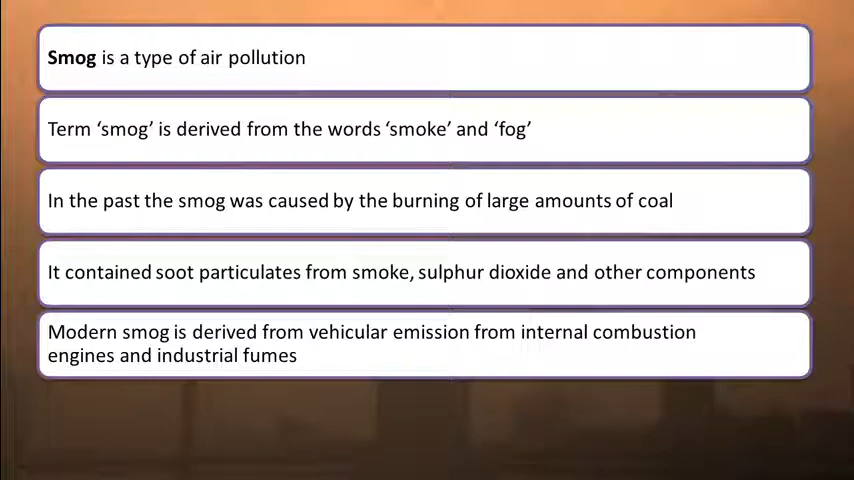 Smog is a type of air pollution
Term ‘smog’ is derived from the words ‘smoke’ and ‘fog’
In the past the smog was caused by the burning of large amounts of coal
It contained soot particulates from smoke, sulphur dioxide and other components
Modern smog is derived from vehicular emission from internal combustion
engines and industrial fumes